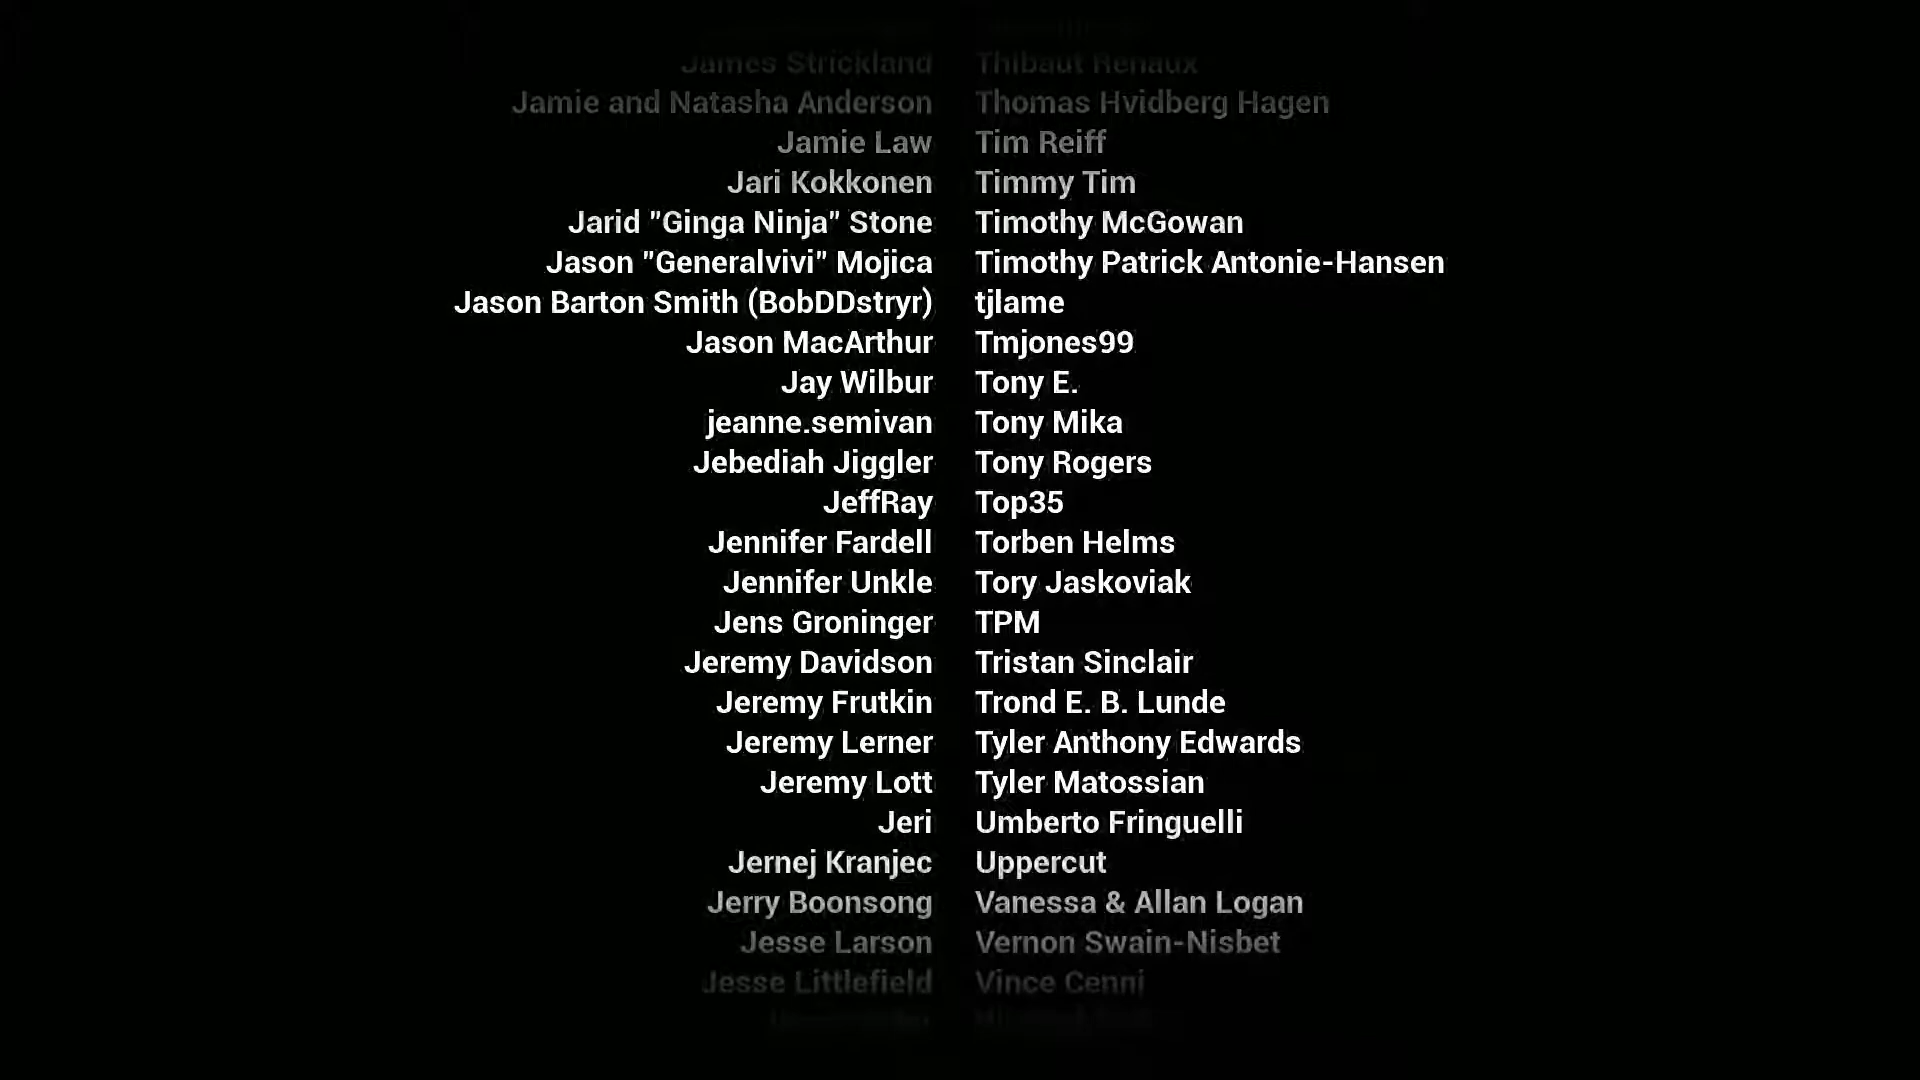 James Strickland Thibaut Renaux
Jamie and Natasha Anderson Thomas Hvidberg Hagen
Jamie Law Tim Reiff
Jari Kokkonen Timmy Tim
Jarid "Ginga Ninja" Stone Timothy McGowan
Jason "Generalvivi" Mojica Timothy Patrick Antonie-Hansen
Jason Barton Smith (BobDDstryr) tjlame
Jason MacArthur Tmjones99
Jay Wilbur Tony E.
jeanne.semivan Tony Mika
Jebediah Jiggler Tony Rogers
JeffRay Top35
Jennifer Fardell Torben Helms
Jennifer Unkle Tory Jaskoviak
Jens Groninger TPM
Jeremy Davidson Tristan Sinclair
Jeremy Frutkin Trond E. B. Lunde
Jeremy Lerner Tyler Anthony Edwards
Jeremy Lott Tyler Matossian
Jeri Umberto Fringuelli
Jernej Kranjec Uppercut
Jerry Boonsong Vanessa & Allan Logan
Jesse Larson Vernon Swain-Nisbet
Jesse Littlefield Vince Cenni